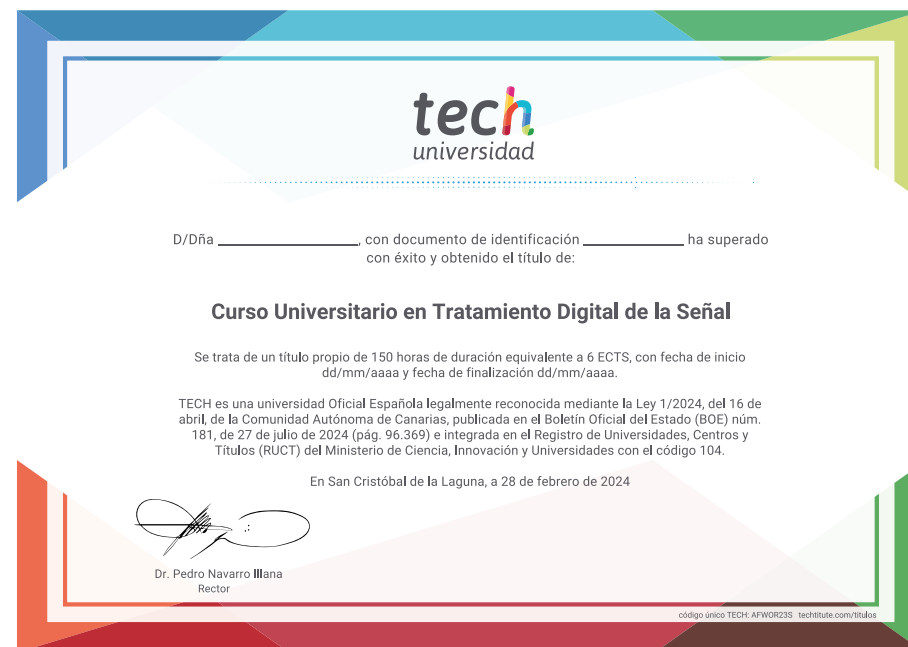 tech
universidad
D/Dña ____________________, con documento de identificación ______________ ha superado
con éxito y obtenido el título de:
Curso Universitario en Tratamiento Digital de la Señal
Se trata de un título propio de 150 horas de duración equivalente a 6 ECTS, con fecha de inicio
dd/mm/aaaa y fecha de finalización dd/mm/aaaa.
TECH es una universidad Oficial Española legalmente reconocida mediante la Ley 1/2024, del 16 de
abril, de la Comunidad Autónoma de Canarias, publicada en el Boletín Oficial del Estado (BOE) núm.
181, de 27 de julio de 2024 (pág. 96.369) e integrada en el Registro de Universidades, Centros y
Títulos (RUCT) del Ministerio de Ciencia, Innovación y Universidades con el código 104.
En San Cristóbal de la Laguna, a 28 de febrero de 2024
Dr. Pedro Navarro Illana
Rector
código único TECH: AFWOR23S techtitute.com/titulos